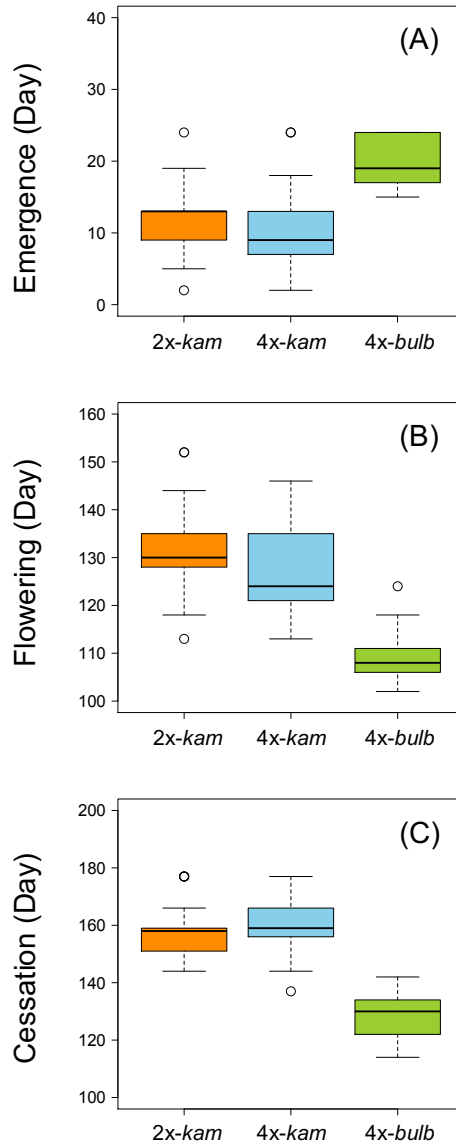 (A)
Emergence (Day)
40
30
20
10
0
2x-kam 4x-kam 4x-bulb
(B)
Flowering (Day)
160
150
140
130
120
110
100
2x-kam 4x-kam 4x-bulb
(C)
Cessation (Day)
200
180
160
140
120
100
2x-kam 4x-kam 4x-bulb